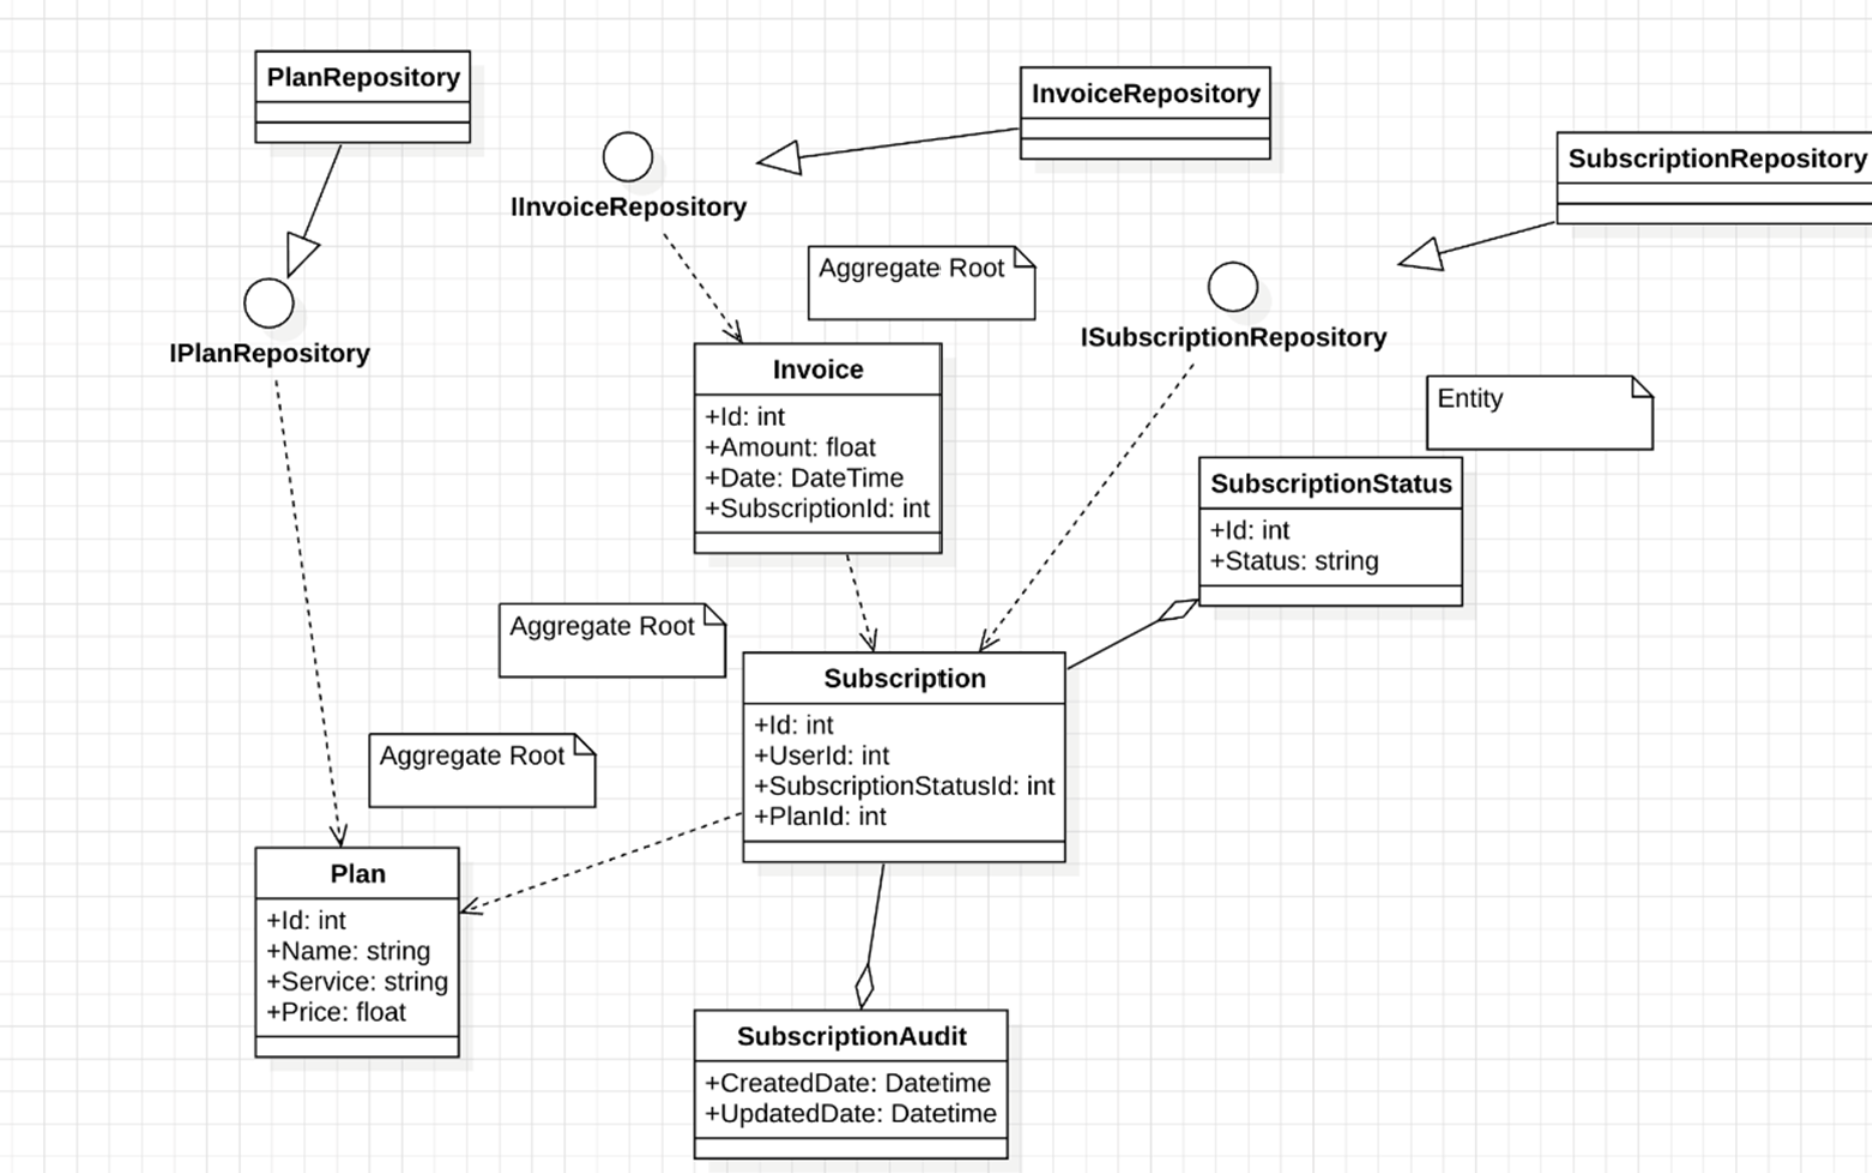 PlanRepository
InvoiceRepository
SubscriptionRepository
IInvoiceRepository
Aggregate Root
ISubscriptionRepository
IPlanRepository
Invoice
+Id: int
+Amount: float
+Date: DateTime
+SubscriptionId: int
Entity
SubscriptionStatus
+Id: int
+Status: string
Aggregate Root
Subscription
+Id: int
+UserId: int
+SubscriptionStatusId: int
+PlanId: int
Aggregate Root
Plan
+Id: int
+Name: string
+Service: string
+Price: float
SubscriptionAudit
+CreatedDate: Datetime
+UpdatedDate: Datetime